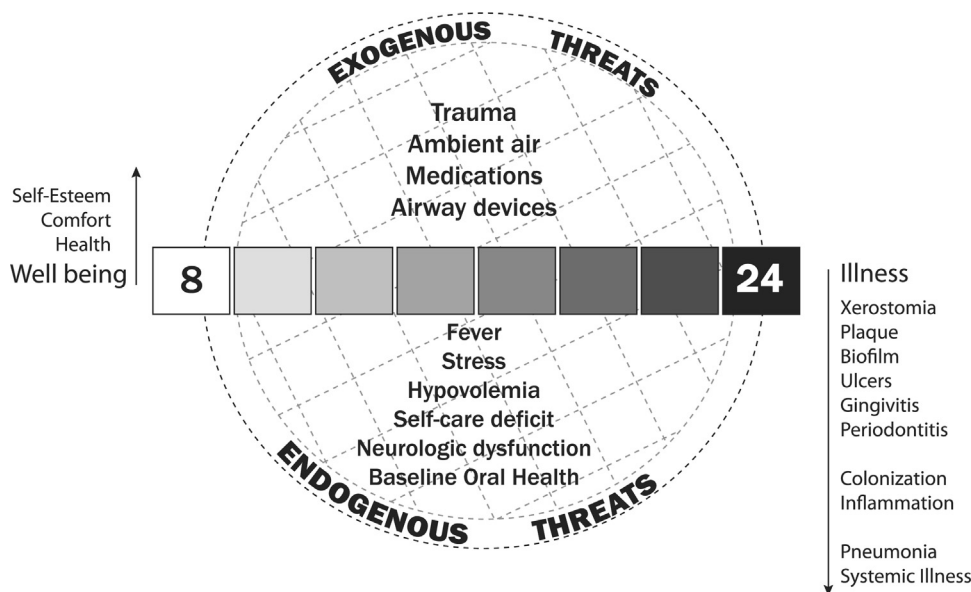 EXOGENOUS THREATS
Trauma
Ambient air
Medications
Airway devices
Self-Esteem
Comfort
Health
Well being
8
24
Fever
Stress
Hypovolemia
Self-care deficit
Neurologic dysfunction
Baseline Oral Health
ENDOGENOUS THREATS
Illness
Xerostomia
Plaque
Biofilm
Ulcers
Gingivitis
Periodontitis
Colonization
Inflammation
Pneumonia
Systemic Illness